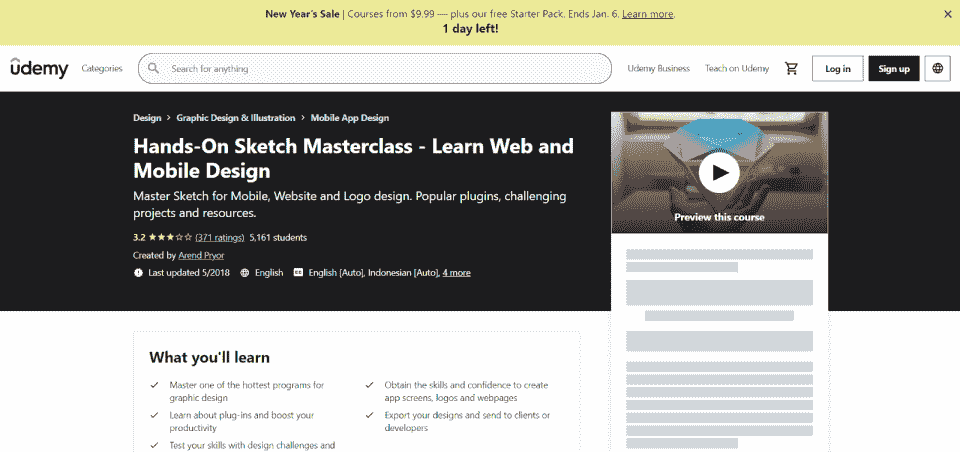 New Year's Sale | Courses from $9.99 — plus our free Starter Pack. Ends Jan. 6. Learn more.
1 day left!
udemy
Categories
Search for anything
Udemy Business
Teach on Udemy
Log in
Sign up
Design > Graphic Design & Illustration > Mobile App Design
Hands-On Sketch Masterclass - Learn Web and
Mobile Design
Master Sketch for Mobile, Website and Logo design. Popular plugins, challenging
projects and resources.
3.2 (371 ratings) 5,161 students
Created by Arend Pryor
Last updated 5/2018 English CC English [Auto], Indonesian [Auto], 4 more
Preview this course
What you'll learn
Master one of the hottest programs for
graphic design
Learn about plug-ins and boost your
productivity
Test your skills with design challenges and
Obtain the skills and confidence to create
app screens, logos and webpages
Export your designs and send to clients or
developers